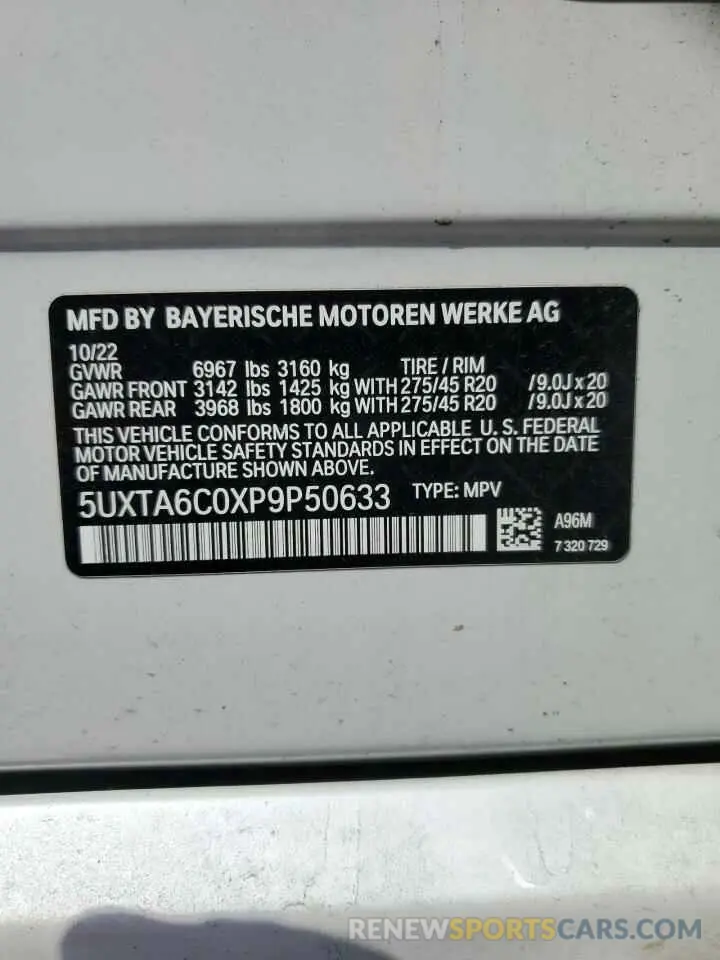 MFD BY BAYERISCHE MOTOREN WERKE AG
10/22
GVWR 6967 lbs 3160 kg TIRE / RIM
GAWR FRONT 3142 lbs 1425 kg WITH 275/45 R20 /9.0J x 20
GAWR REAR 3968 lbs 1800 kg WITH 275/45 R20 /9.0J x 20
THIS VEHICLE CONFORMS TO ALL APPLICABLE U.S. FEDERAL
MOTOR VEHICLE SAFETY STANDARDS IN EFFECT ON THE DATE
OF MANUFACTURE SHOWN ABOVE.
5UXTA6C0XP9P50633 TYPE: MPV
A96M
7 320 729
RENEWSPORTCARS.COM